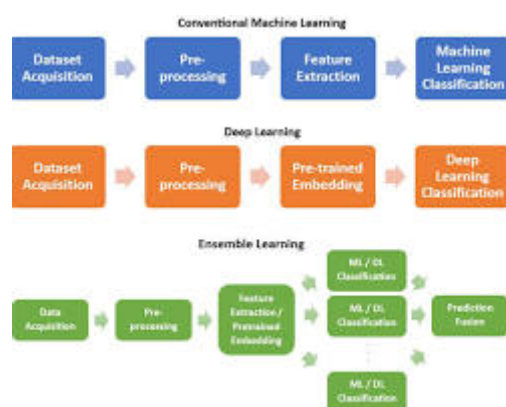 Conventional Machine Learning
Dataset
Acquisition
Pre-
processing
Feature
Extraction
Machine
Learning
Classification
Deep Learning
Dataset
Acquisition
Pre-
processing
Pre-trained
Embedding
Deep
Learning
Classification
Ensemble Learning
Data
Acquisition
Pre-
processing
Feature
Extraction /
Pretrained
Embedding
ML / DL
Classification
ML / DL
Classification
ML / DL
Classification
Prediction
Fusion